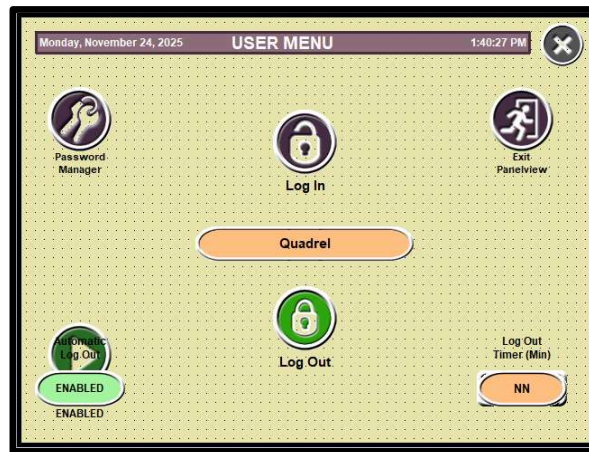 Monday, November 24, 2025 USER MENU 1:40:27 PM
Password
Manager
Log In
Exit
Panelview
Quadrel
Automatic
Log Out
ENABLED
ENABLED
Log Out
Log Out
Timer (Min)
NN